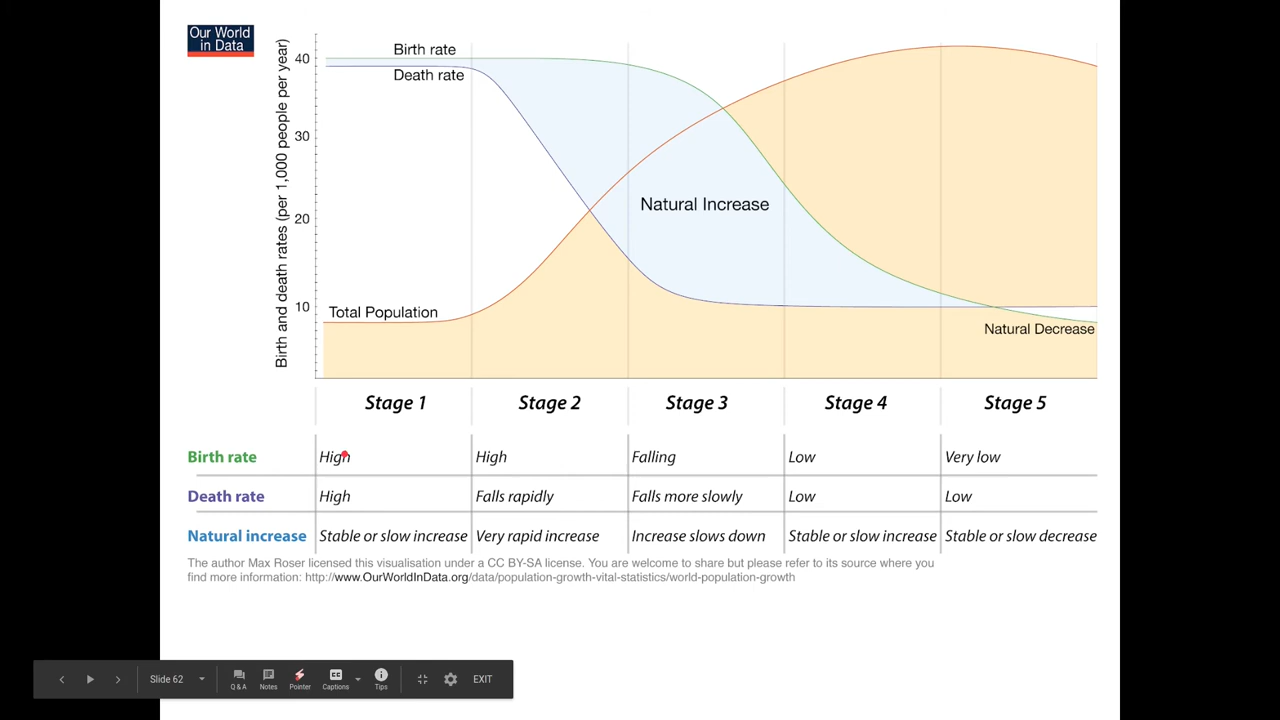 Our World
in Data
Birth and death rates (per 1,000 people per year)
40
30
20
10
Birth rate
Death rate
Natural Increase
Total Population
Natural Decrease
Stage 1 Stage 2 Stage 3 Stage 4 Stage 5
Birth rate High High Falling Low Very low
Death rate High Falls rapidly Falls more slowly Low Low
Natural increase Stable or slow increase Very rapid increase Increase slows down Stable or slow increase Stable or slow decrease
The author Max Roser licensed this visualisation under a CC BY-SA license. You are welcome to share but please refer to its source where you
find more information: http://www.OurWorldInData.org/data/population-growth-vital-statistics/world-population-growth
Slide 62 Q & A Notes Pointer CC Captions Tips EXIT